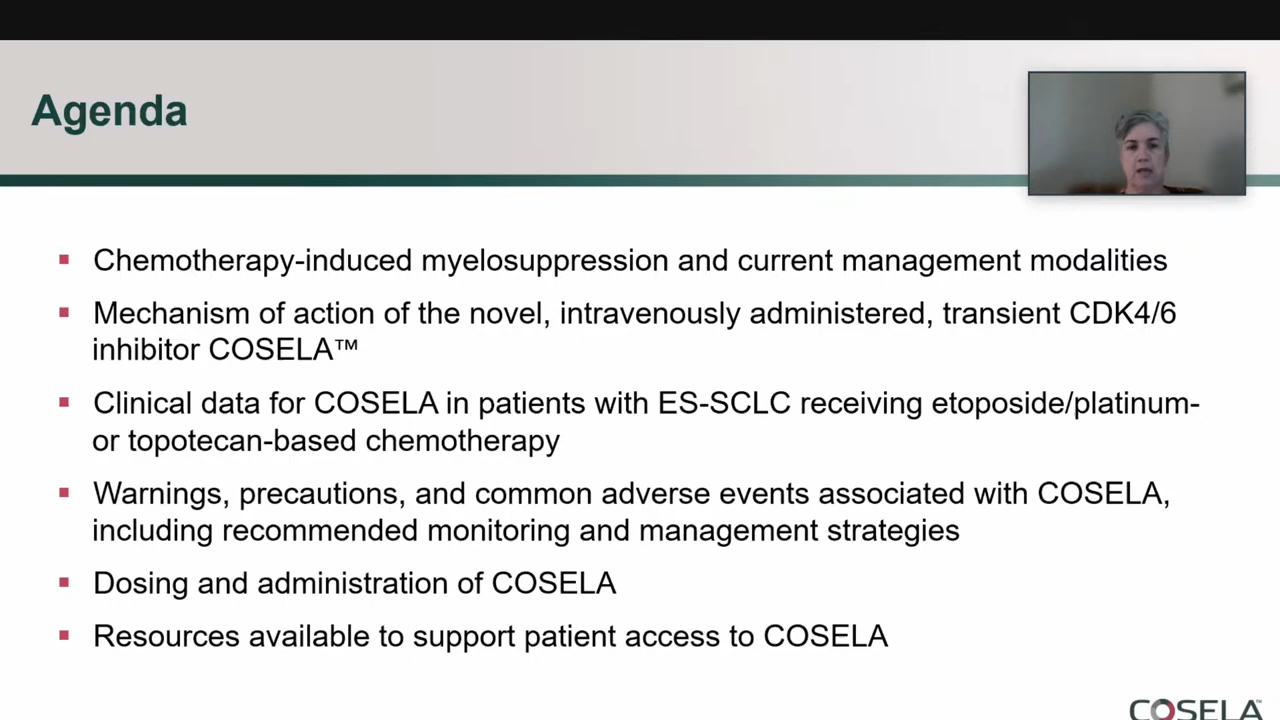 Agenda
▪ Chemotherapy-induced myelosuppression and current management modalities
▪ Mechanism of action of the novel, intravenously administered, transient CDK4/6
inhibitor COSELA™
▪ Clinical data for COSELA in patients with ES-SCLC receiving etoposide/platinum-
or topotecan-based chemotherapy
▪ Warnings, precautions, and common adverse events associated with COSELA,
including recommended monitoring and management strategies
▪ Dosing and administration of COSELA
▪ Resources available to support patient access to COSELA
COSELA™